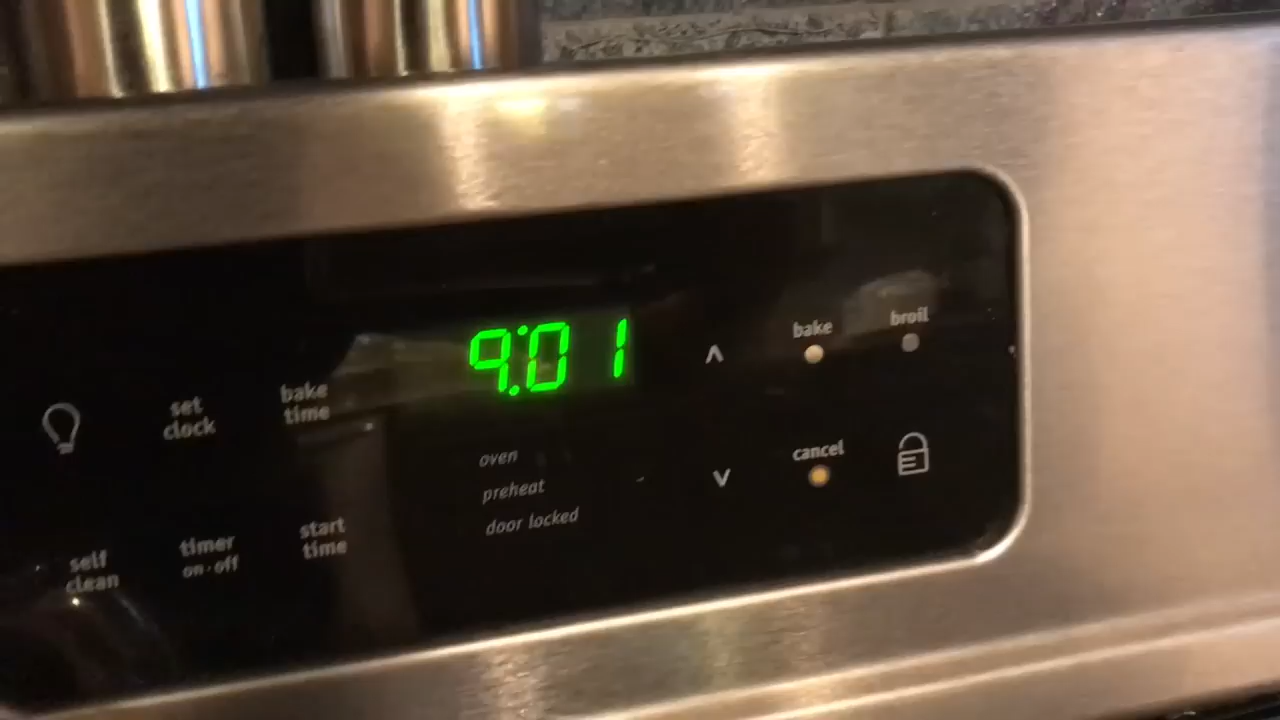 9:01
bake
broil
set
clock
bake
time
cancel
oven
preheat
door locked
self
clean
timer
on·off
start
time